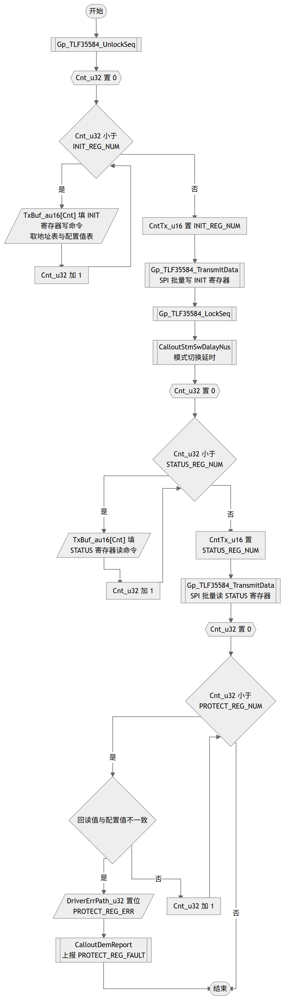 开始
Gp_TLF35584_UnlockSeq
Cnt_u32 置 0
Cnt_u32 小于
INIT_REG_NUM
是
否
TxBuf_au16[Cnt] 填 INIT
寄存器写命令
取地址表与配置值表
CntTx_u16 置 INIT_REG_NUM
Cnt_u32 加 1
Gp_TLF35584_TransmitData
SPI 批量写 INIT 寄存器
Gp_TLF35584_LockSeq
CalloutStmSwDalayNus
模式切换延时
Cnt_u32 置 0
Cnt_u32 小于
STATUS_REG_NUM
是
否
TxBuf_au16[Cnt] 填
STATUS 寄存器读命令
CntTx_u16 置
STATUS_REG_NUM
Cnt_u32 加 1
Gp_TLF35584_TransmitData
SPI 批量读 STATUS 寄存器
Cnt_u32 置 0
Cnt_u32 小于
PROTECT_REG_NUM
是
回读值与配置值不一致
是
否
DriverErrPath_u32 置位
PROTECT_REG_ERR
Cnt_u32 加 1
否
CalloutDemReport
上报 PROTECT_REG_FAULT
结束